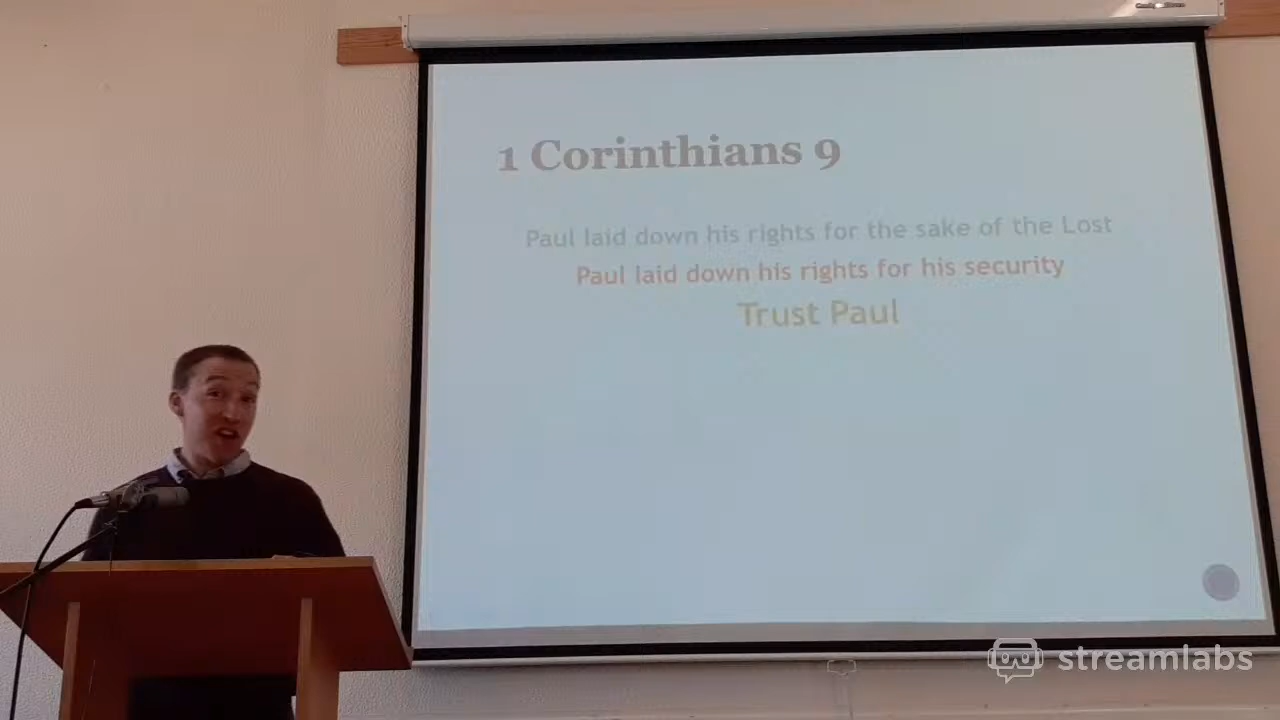 1 Corinthians 9
Paul laid down his rights for the sake of the Lost
Paul laid down his rights for his security
Trust Paul
streamlabs